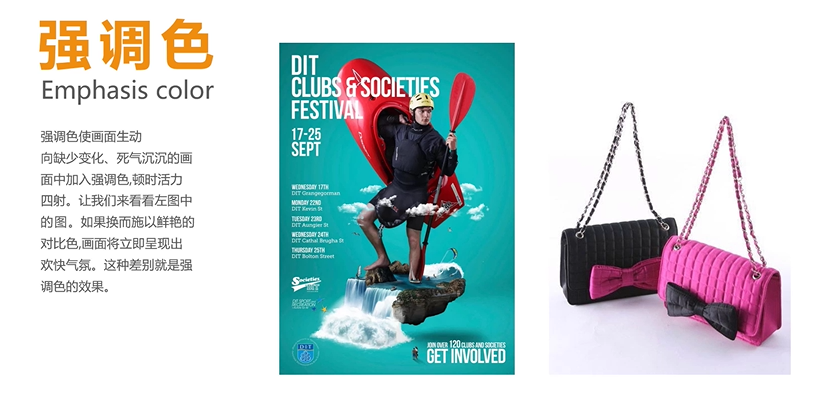 强调色
Emphasis color
强调色使画面生动
向缺少变化、死气沉沉的画
面中加入强调色,顿时活力
四射。让我们来看看左图中
的图。如果换而施以鲜艳的
对比色,画面将立即呈现出
欢快气氛。这种差别就是强
调色的效果。
DIT
CLUBS & SOCIETIES
FESTIVAL
17-25
SEPT
WEDNESDAY 17TH
DIT Grangegorman
MONDAY 22ND
DIT Kevin St
TUESDAY 23RD
DIT Aungier St
WEDNESDAY 24TH
DIT Cathal Brugha St
THURSDAY 25TH
DIT Bolton Street
Societies
DIT
JOIN OVER 120 CLUBS AND SOCIETIES
GET INVOLVED